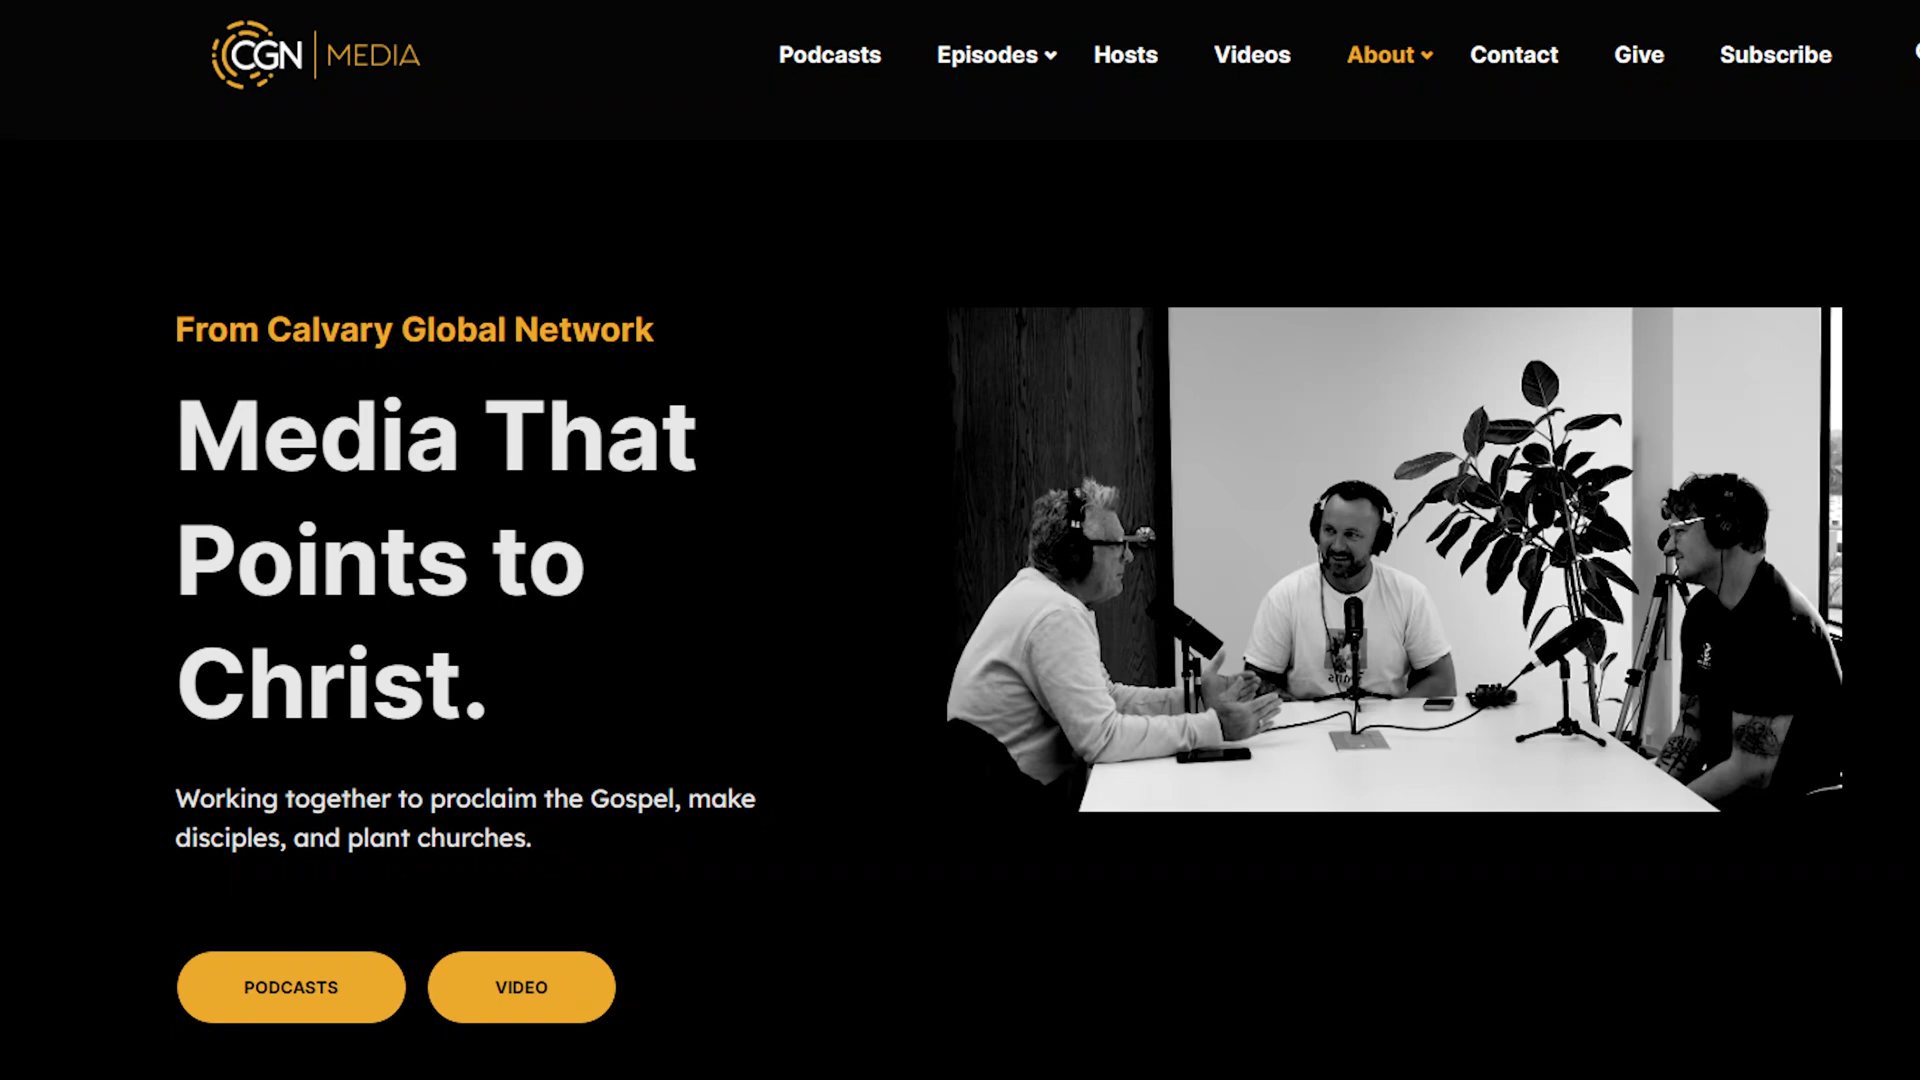 CGN | MEDIA
Podcasts Episodes Hosts Videos About Contact Give Subscribe
From Calvary Global Network
Media That
Points to
Christ.
Working together to proclaim the Gospel, make
disciples, and plant churches.
PODCASTS VIDEO